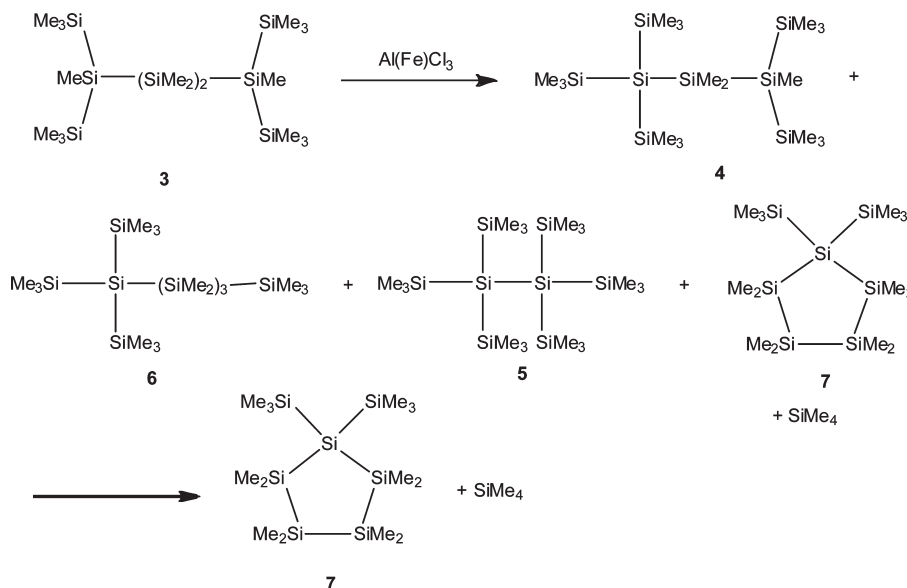 Me₃Si SiMe₃ SiMe₃ SiMe₃
MeSi (SiMe₂)₂ SiMe Al(Fe)Cl₃ Me₃Si Si SiMe₂ SiMe +
Me₃Si SiMe₃ SiMe₃ SiMe₃
3 4
SiMe₃ SiMe₃ SiMe₃ Me₃Si SiMe₃
Si
Me₃Si Si (SiMe₂)₃ SiMe₃ + Me₃Si Si Si SiMe₃ + Me₂Si SiMe₂
SiMe₃ SiMe₃ SiMe₃ Me₂Si SiMe₂
6 5 7
+ SiMe₄
Me₃Si SiMe₃
Si
Me₂Si SiMe₂ + SiMe₄
Me₂Si SiMe₂
7